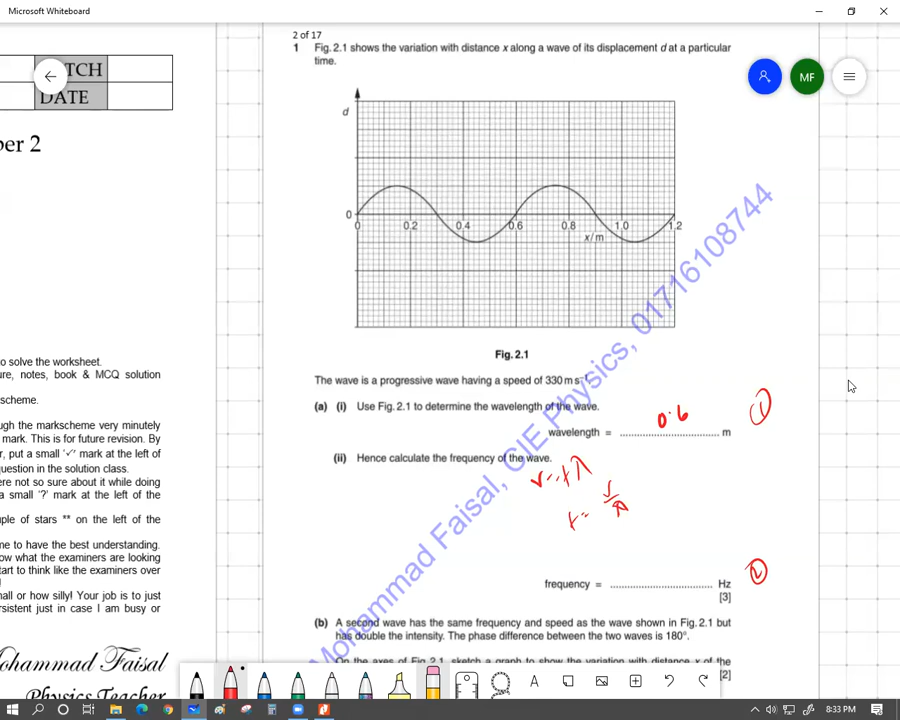 Microsoft Whiteboard
TCH
DATE
per 2
o solve the worksheet.
ure, notes, book & MCQ solution
scheme.
ough the markscheme very minutely
mark. This is for future revision. By
r, put a small '✓' mark at the left of
question in the solution class.
ere not so sure about it while doing
a small '?' mark at the left of the
uple of stars ** on the left of the
me to have the best understanding.
ow what the examiners are looking
tart to think like the examiners over
mall or how silly! Your job is to just
ersistent just in case I am busy or
ohammad Faisal
Physics Teacher
2 of 17
1 Fig. 2.1 shows the variation with distance x along a wave of its displacement d at a particular
time.
MF
d
0
0 0.2 0.4 0.6 0.8 1.0 1.2
x/m
Fig. 2.1
The wave is a progressive wave having a speed of 330 m s⁻¹.
(a) (i) Use Fig. 2.1 to determine the wavelength of the wave.
0.6
wavelength = ........................ m
1
(ii) Hence calculate the frequency of the wave.
v = fλ
f = v/λ
frequency = ........................ Hz
2
[3]
(b) A second wave has the same frequency and speed as the wave shown in Fig. 2.1 but
has double the intensity. The phase difference between the two waves is 180°.
On the axes of Fig. 2.1, sketch a graph to show the variation with distance x of the
[2]
Mohammad Faisal, CIE Physics, 01716108744
8:33 PM